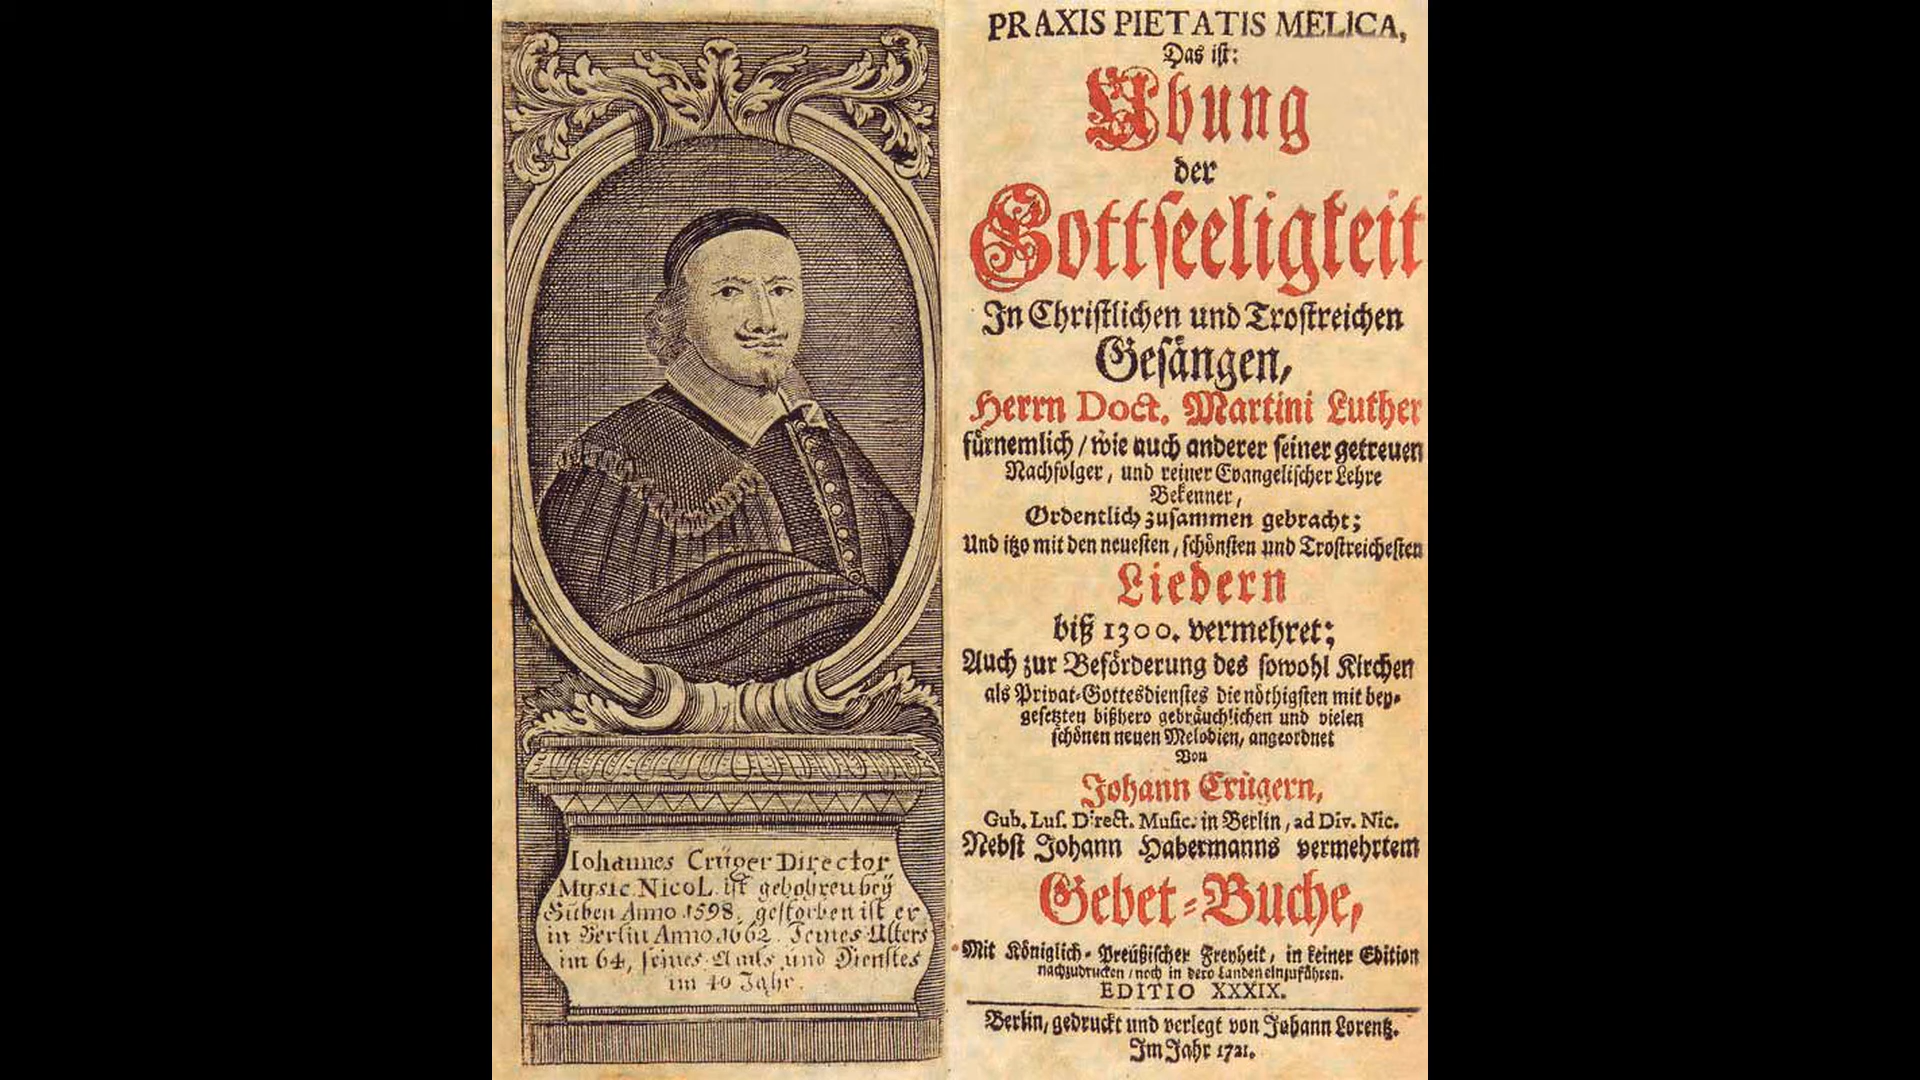 Iohannes Crüger Director
Music. Nicol. ist gebohren bey
Guben Anno 1598, gestorben ist er
in Berlin Anno 1662. Seines Alters
im 64, seines Amts und Dienstes
im 40 Jahr.
PRAXIS PIETATIS MELICA,
Das ist:
Ubung
der
Gottseeligkeit
In Christlichen und Trostreichen
Gesängen,
Herrn Doct. Martini Luther
fürnemlich / wie auch anderer seiner getreuen
Nachfolger, und reiner Evangelischer Lehre
Bekenner,
Ordentlich zusammen gebracht;
Und itzo mit den neuesten, schönsten und Trostreichesten
Liedern
biß 1300. vermehret;
Auch zur Beförderung des sowohl Kirchen
als Privat-Gottesdienstes die nöthigsten mit bey-
gesetzten bißhero gebräuchlichen und vielen
schönen neuen Melodien, angeordnet
Von
Johann Crügern,
Gub. Lus. Direct. Music. in Berlin, ad Div. Nic.
Nebst Johann Habermanns vermehrtem
Gebet-Buche,
Mit Königlich-Preußischer Freyheit, in keiner Edition
nachzudrucken / noch in dero Landen einzuführen.
EDITIO XXXIX.
Berlin, gedruckt und verlegt von Johann Lorentz.
Im Jahr 1721.